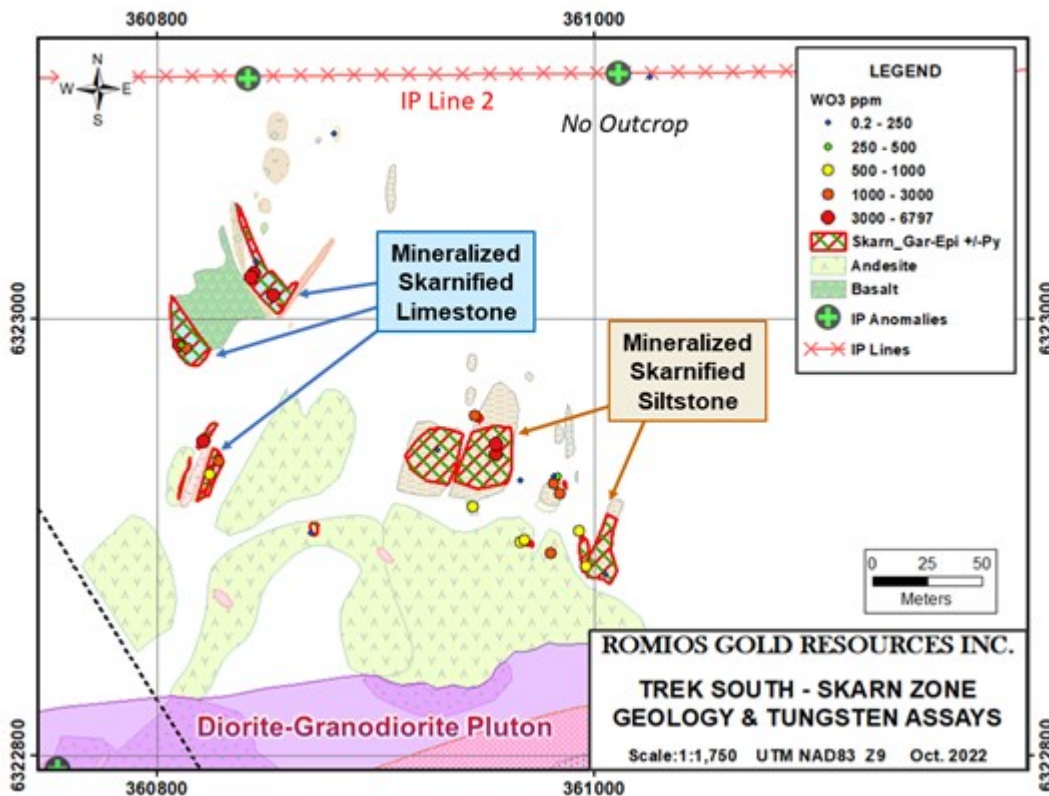 360800
361000
N
W E
S
IP Line 2
No Outcrop
LEGEND
WO3 ppm
0.2 - 250
250 - 500
500 - 1000
1000 - 3000
3000 - 6797
Skarn_Gar-Epi +/-Py
Andesite
Basalt
IP Anomalies
IP Lines
Mineralized
Skarnified
Limestone
6323000
6323000
Mineralized
Skarnified
Siltstone
0 25 50
Meters
ROMIOS GOLD RESOURCES INC.
TREK SOUTH - SKARN ZONE
GEOLOGY & TUNGSTEN ASSAYS
Scale:1:1,750 UTM NAD83 Z9 Oct. 2022
Diorite-Granodiorite Pluton
6322800
6322800
360800
361000